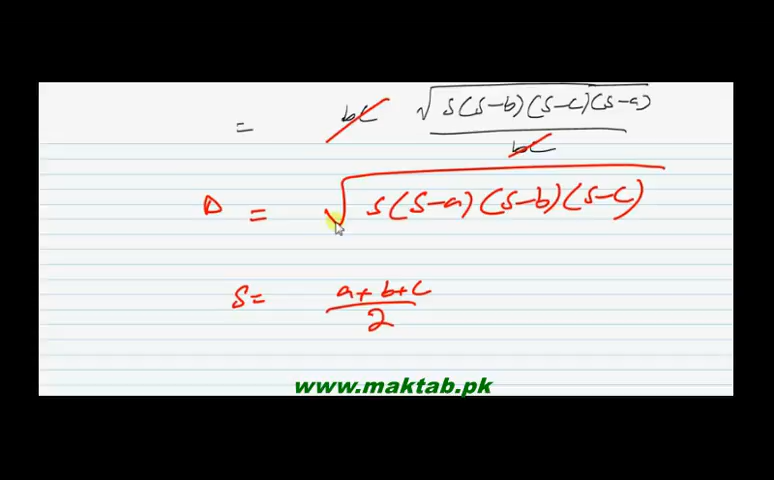 = bc √(s(s-b)(s-c)(s-a)) / bc
Δ = √(s(s-a)(s-b)(s-c))
S = (a+b+c) / 2
www.maktab.pk